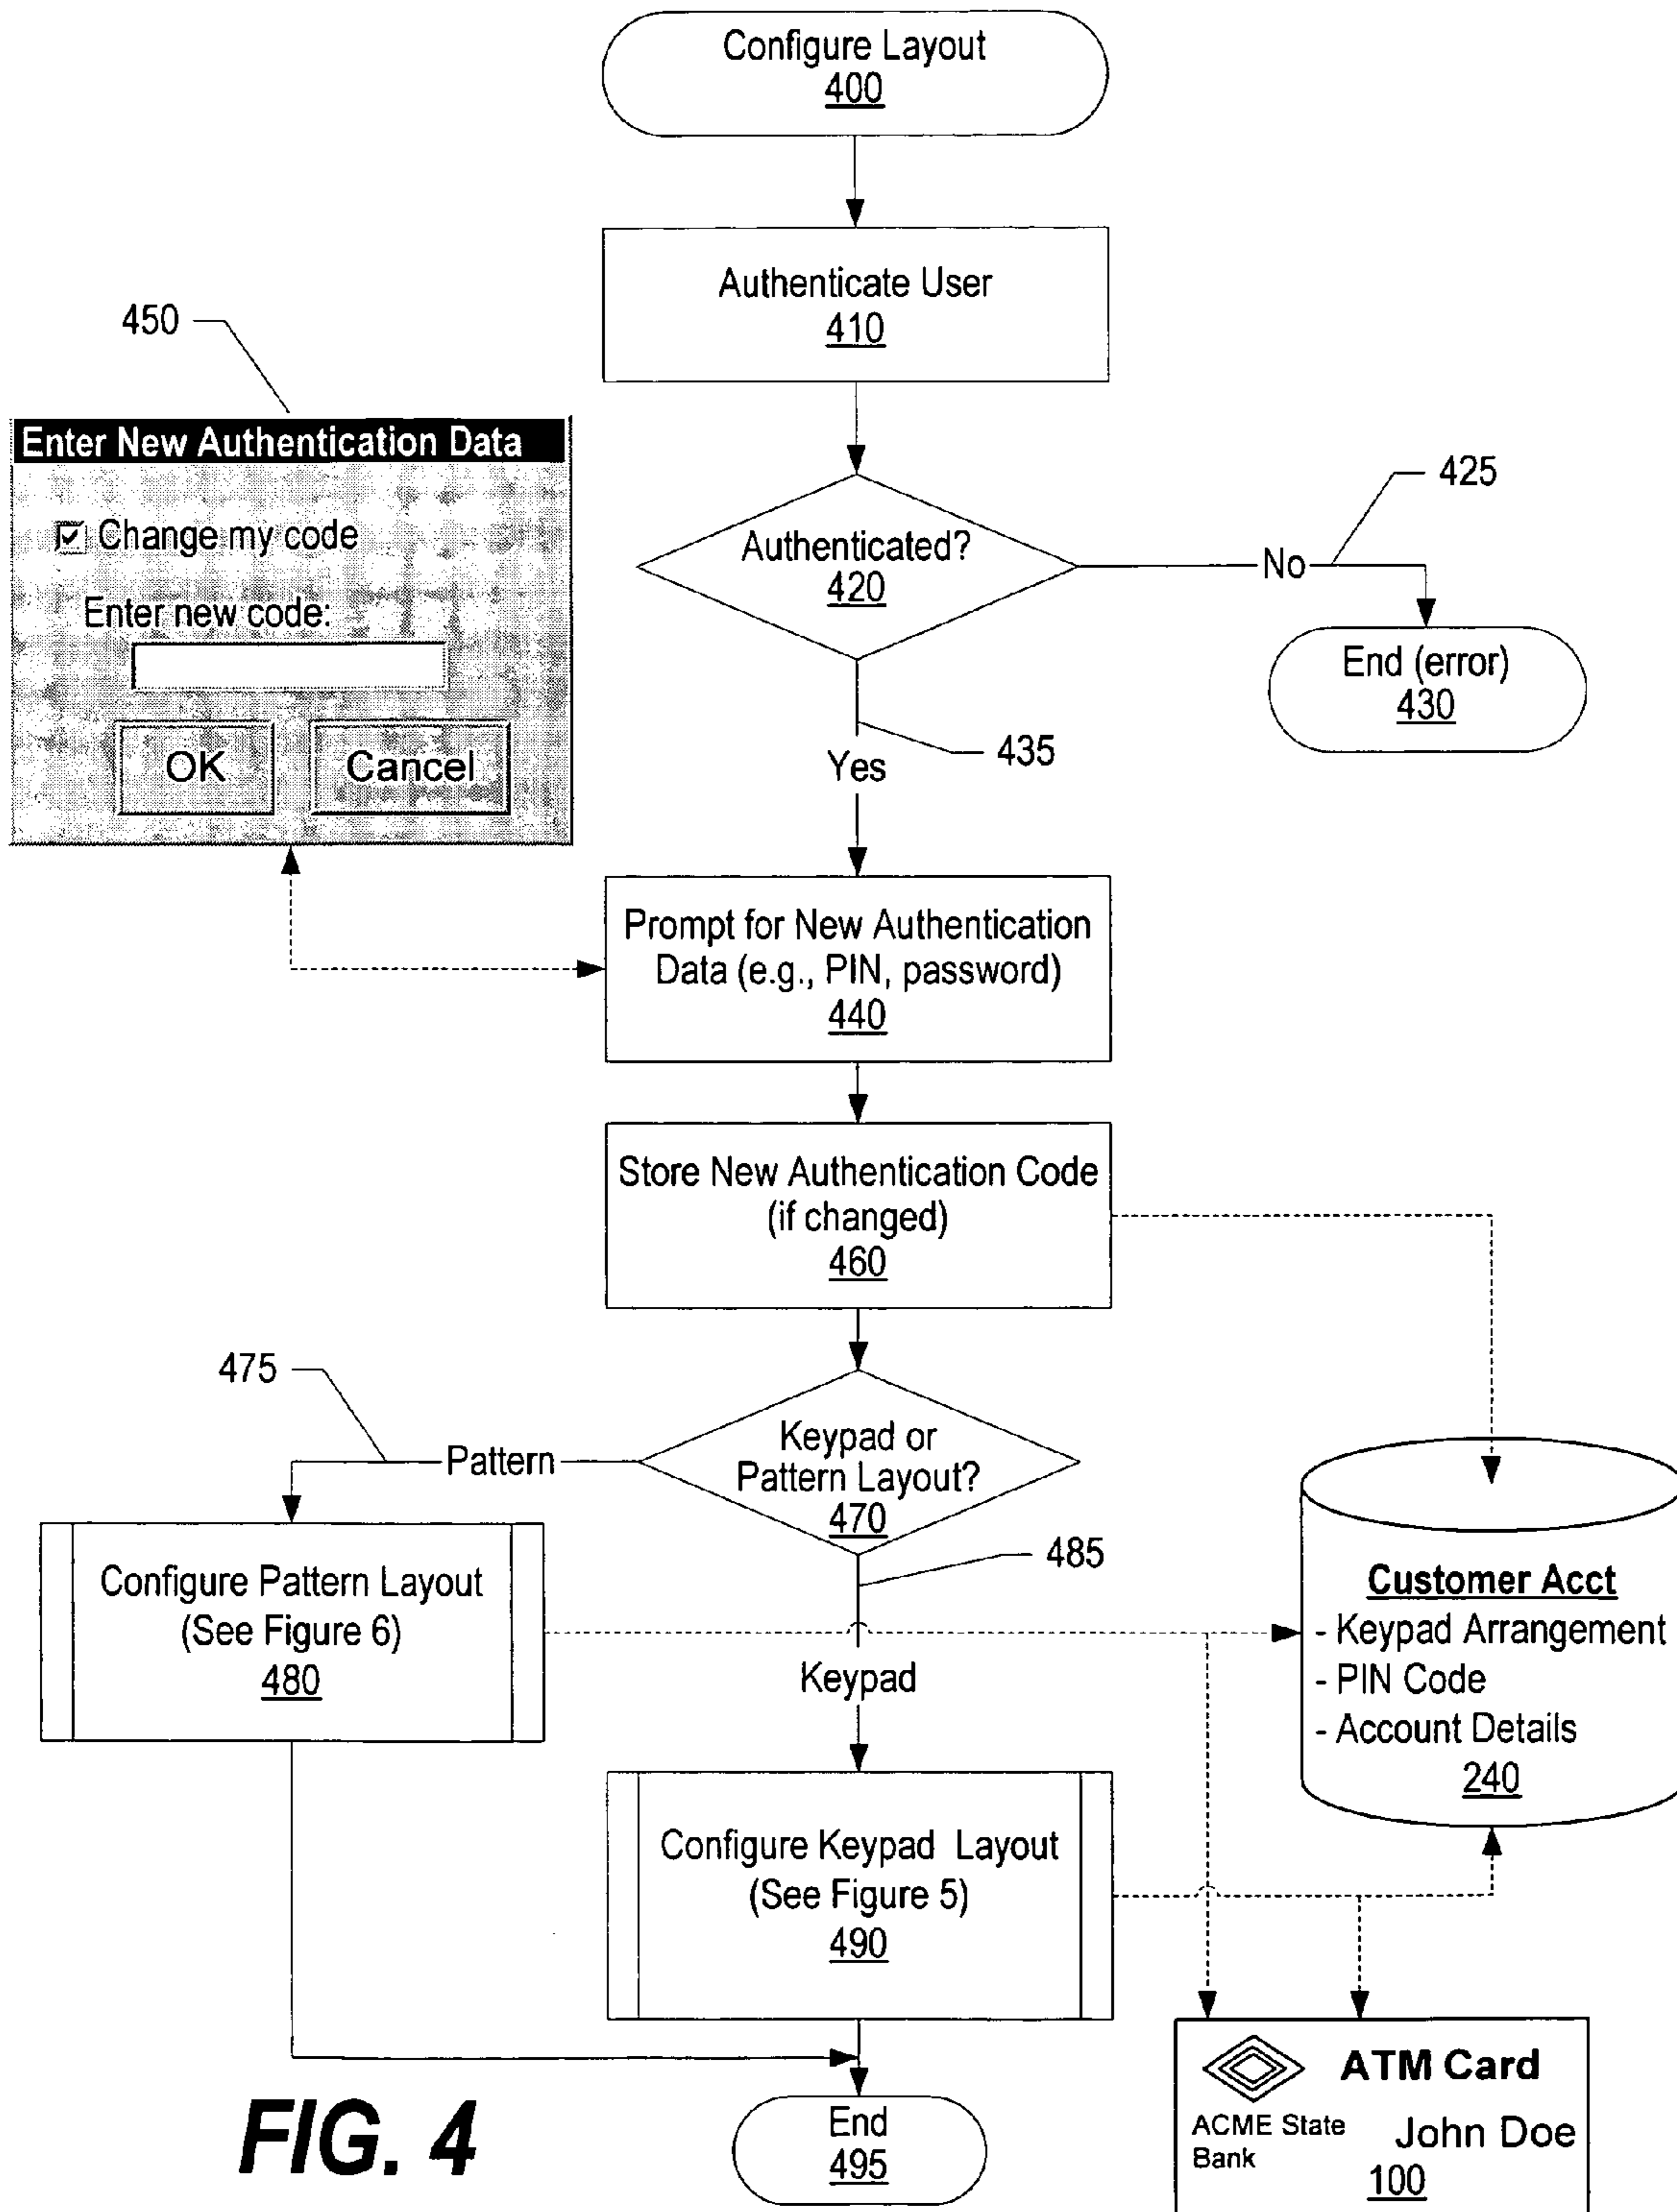 Configure Layout
400
Authenticate User
410
450
Enter New Authentication Data
Change my code
Enter new code:
OK
Cancel
Authenticated?
420
No
425
End (error)
430
435
Yes
Prompt for New Authentication
Data (e.g., PIN, password)
440
Store New Authentication Code
(if changed)
460
475
Pattern
Keypad or
Pattern Layout?
470
485
Configure Pattern Layout
(See Figure 6)
480
Keypad
Customer Acct
- Keypad Arrangement
- PIN Code
- Account Details
240
Configure Keypad Layout
(See Figure 5)
490
End
495
ATM Card
ACME State
Bank
John Doe
100
FIG. 4